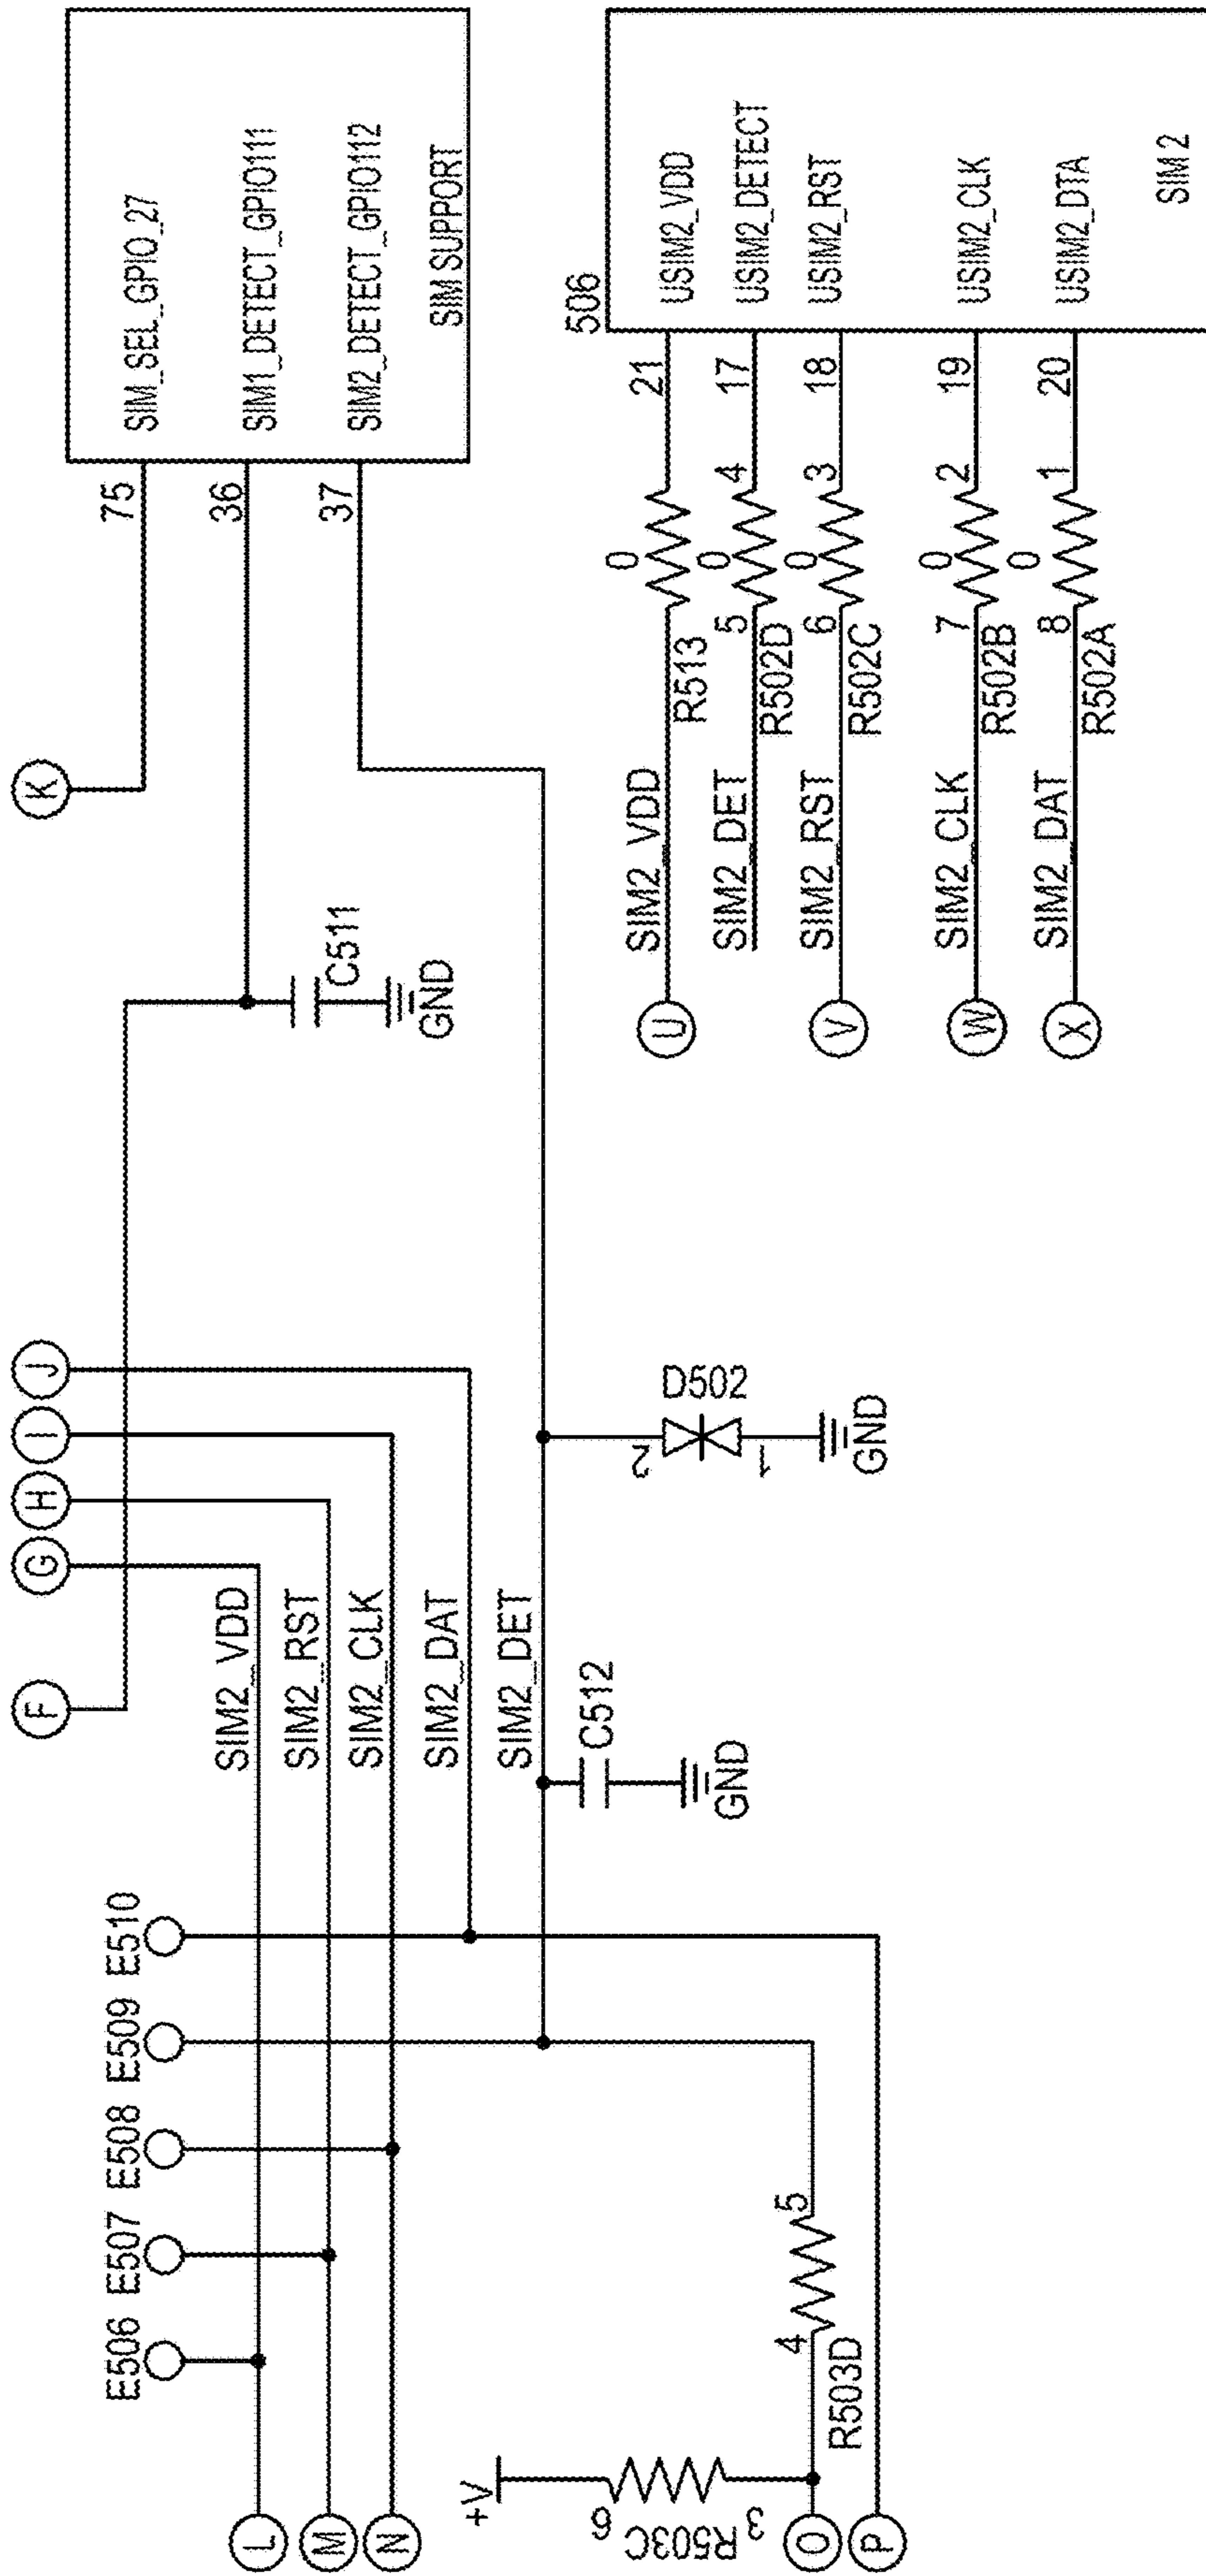 F
G
H
I
J
K
E506
E507
E508
E509
E510
L
M
N
SIM2_VDD
SIM2_RST
SIM2_CLK
SIM2_DAT
SIM2_DET
C511
GND
75
36
37
SIM_SEL_GPIO_27
SIM1_DETECT_GPIO111
SIM2_DETECT_GPIO112
SIM SUPPORT
+V
6
R503C
3
O
P
4
5
R503D
C512
GND
2
D502
1
GND
506
U
SIM2_VDD
R513
0
21
USIM2_VDD
SIM2_DET
5
R502D
0
4
17
USIM2_DETECT
V
SIM2_RST
6
R502C
0
3
18
USIM2_RST
W
SIM2_CLK
7
R502B
0
2
19
USIM2_CLK
X
SIM2_DAT
8
R502A
0
1
20
USIM2_DTA
SIM 2